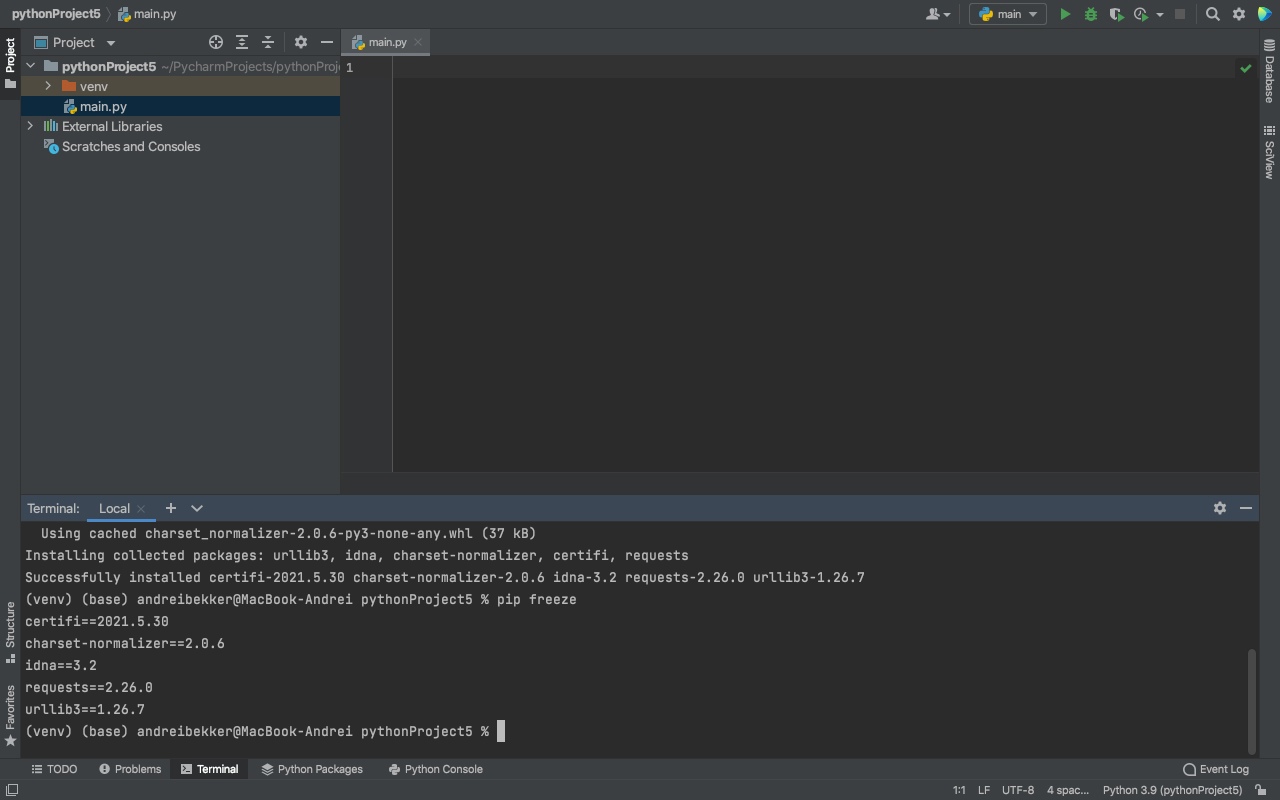 pythonProject5 main.py
main
Project
main.py
pythonProject5 ~/PycharmProjects/pythonProj
venv
main.py
External Libraries
Scratches and Consoles
1
Project
Structure
Favorites
Database
SciView
Terminal: Local
Using cached charset_normalizer-2.0.6-py3-none-any.whl (37 kB)
Installing collected packages: urllib3, idna, charset-normalizer, certifi, requests
Successfully installed certifi-2021.5.30 charset-normalizer-2.0.6 idna-3.2 requests-2.26.0 urllib3-1.26.7
(venv) (base) andreibekker@MacBook-Andrei pythonProject5 % pip freeze
certifi==2021.5.30
charset-normalizer==2.0.6
idna==3.2
requests==2.26.0
urllib3==1.26.7
(venv) (base) andreibekker@MacBook-Andrei pythonProject5 %
TODO Problems Terminal Python Packages Python Console Event Log
1:1 LF UTF-8 4 spac... Python 3.9 (pythonProject5)